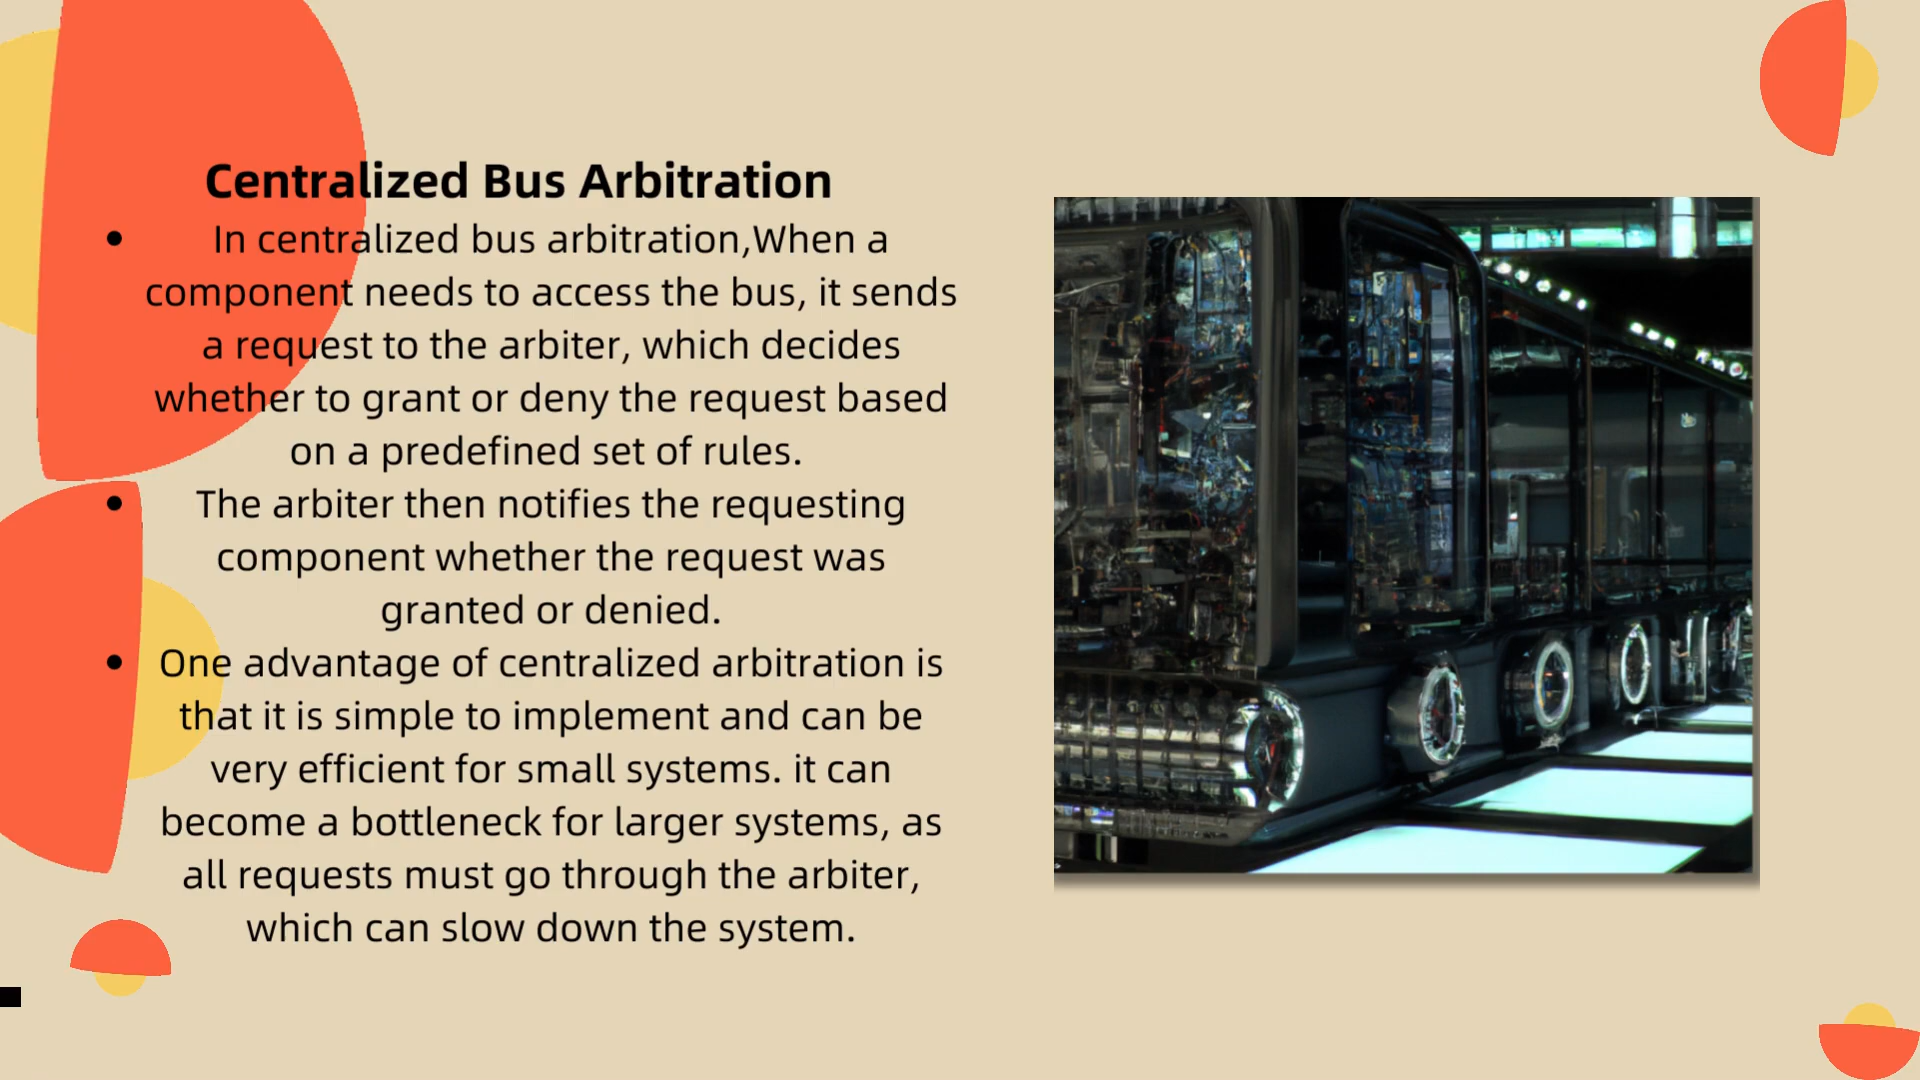 Centralized Bus Arbitration
• In centralized bus arbitration,When a
component needs to access the bus, it sends
a request to the arbiter, which decides
whether to grant or deny the request based
on a predefined set of rules.
• The arbiter then notifies the requesting
component whether the request was
granted or denied.
• One advantage of centralized arbitration is
that it is simple to implement and can be
very efficient for small systems. it can
become a bottleneck for larger systems, as
all requests must go through the arbiter,
which can slow down the system.